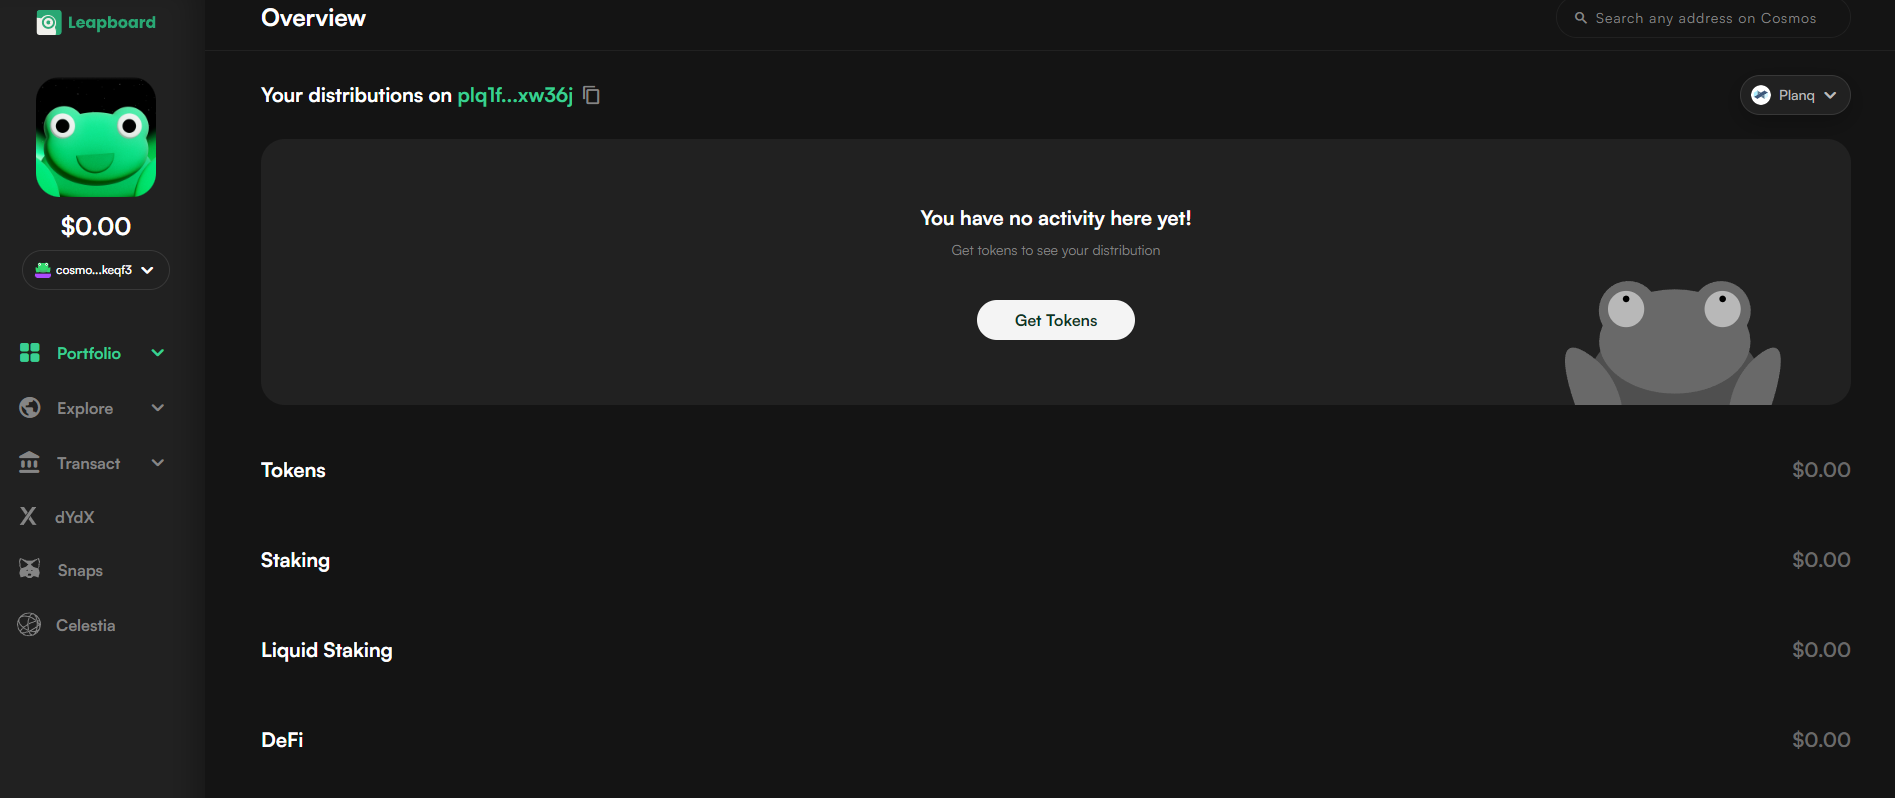 Leapboard
$0.00
cosmo...keqf3
Portfolio
Explore
Transact
dYdX
Snaps
Celestia
Overview
Search any address on Cosmos
Your distributions on plq1f...xw36j
Planq
You have no activity here yet!
Get tokens to see your distribution
Get Tokens
Tokens $0.00
Staking $0.00
Liquid Staking $0.00
DeFi $0.00